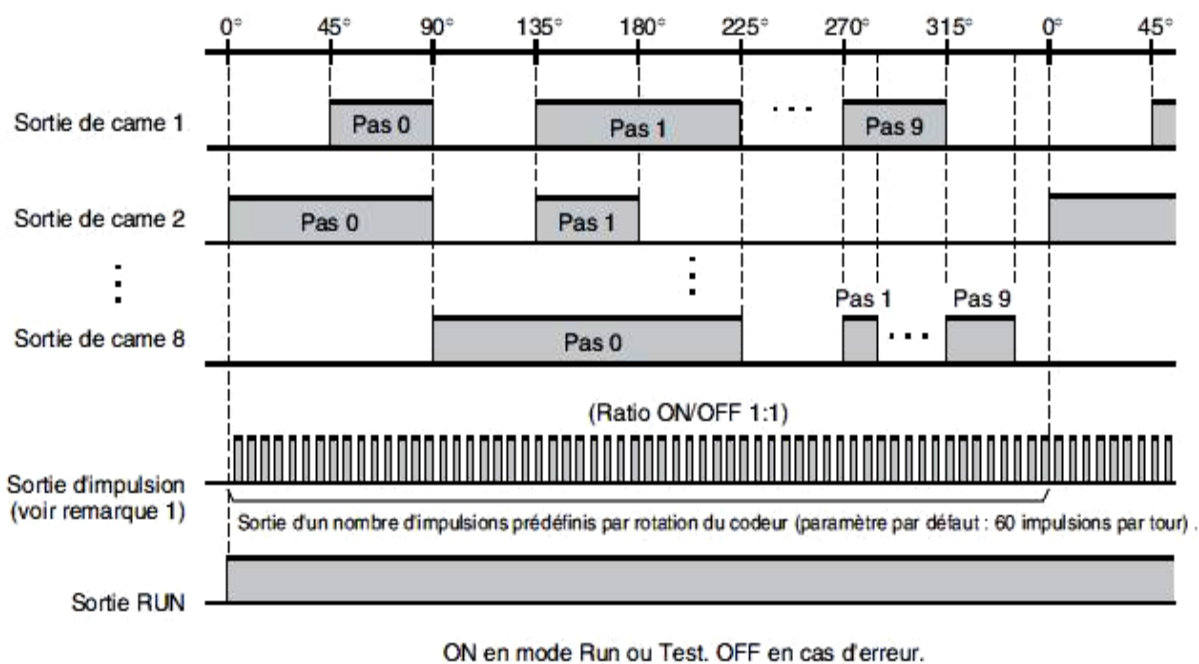 0° 45° 90° 135° 180° 225° 270° 315° 0° 45°
Sortie de came 1
Pas 0 Pas 1 . . . Pas 9
Sortie de came 2
Pas 0 Pas 1
Pas 1 Pas 9
Sortie de came 8
Pas 0
(Ratio ON/OFF 1:1)
Sortie d'impulsion
(voir remarque 1)
Sortie d'un nombre d'impulsions prédéfinis par rotation du codeur (paramètre par défaut : 60 impulsions par tour) .
Sortie RUN
ON en mode Run ou Test. OFF en cas d'erreur.